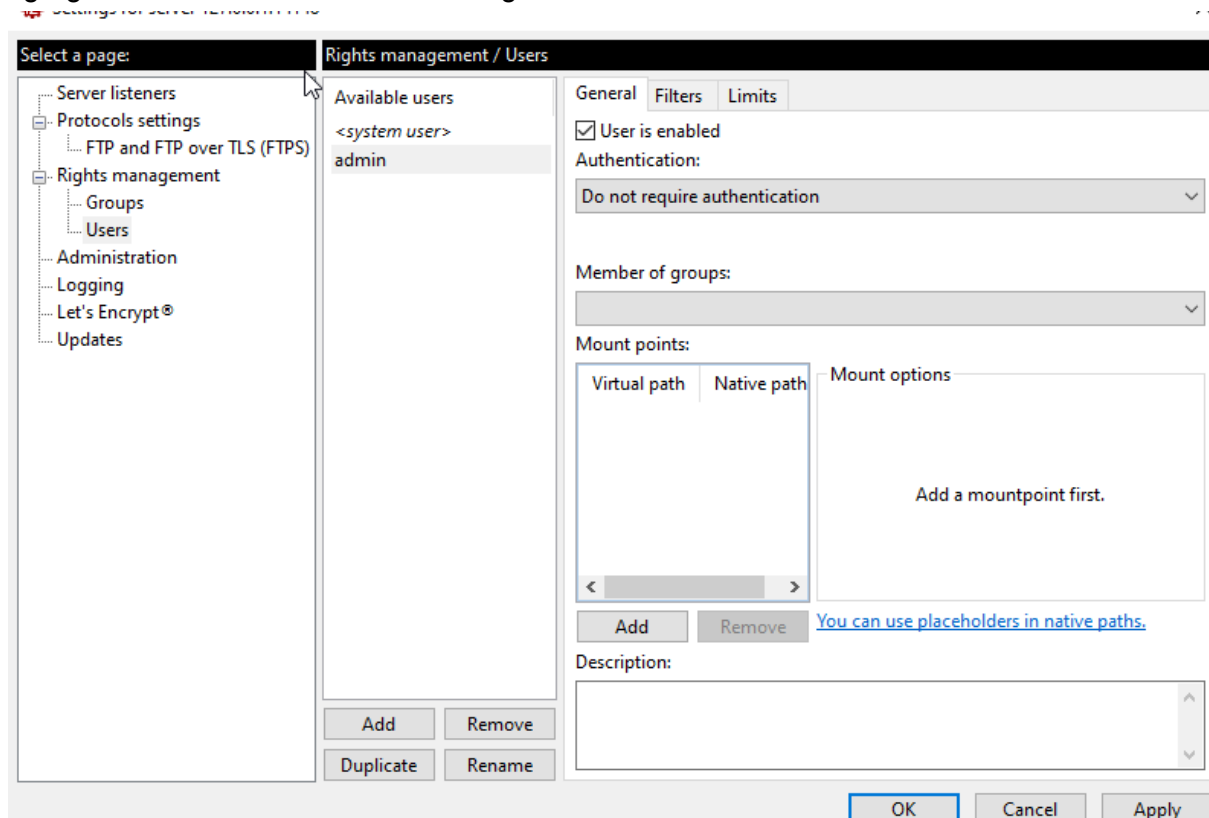 Select a page:
Server listeners
Protocols settings
FTP and FTP over TLS (FTPS)
Rights management
Groups
Users
Administration
Logging
Let's Encrypt®
Updates
Rights management / Users
Available users
<system user>
admin
Add Remove
Duplicate Rename
General Filters Limits
User is enabled
Authentication:
Do not require authentication
Member of groups:
Mount points:
Virtual path Native path
Mount options
Add a mountpoint first.
Add Remove
You can use placeholders in native paths.
Description:
OK Cancel Apply